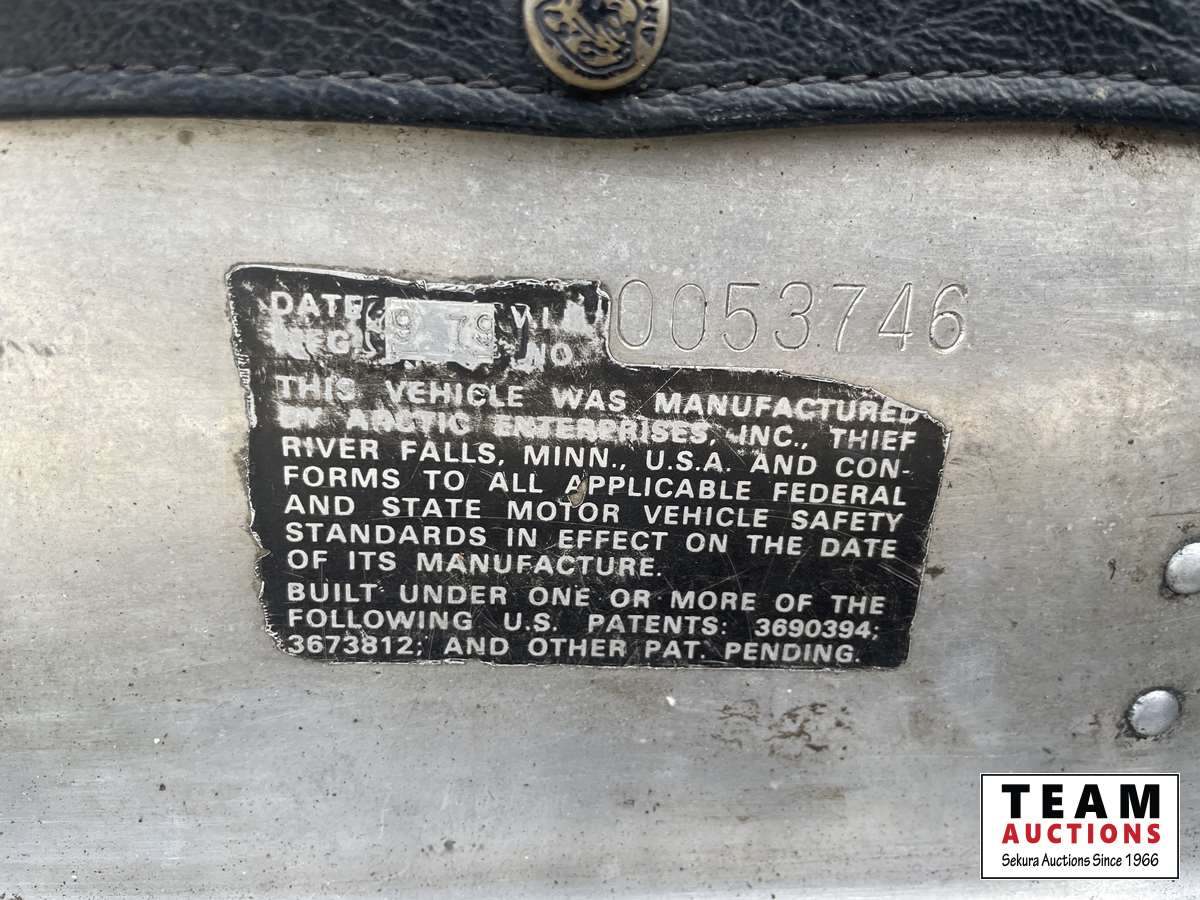 DATE 9 79 VI 0053746
MFG NO
THIS VEHICLE WAS MANUFACTURED
BY ARCTIC ENTERPRISES, INC., THIEF
RIVER FALLS, MINN., U.S.A. AND CON-
FORMS TO ALL APPLICABLE FEDERAL
AND STATE MOTOR VEHICLE SAFETY
STANDARDS IN EFFECT ON THE DATE
OF ITS MANUFACTURE.
BUILT UNDER ONE OR MORE OF THE
FOLLOWING U.S. PATENTS: 3690394;
3673812; AND OTHER PAT. PENDING.
TEAM
AUCTIONS
Sekura Auctions Since 1966